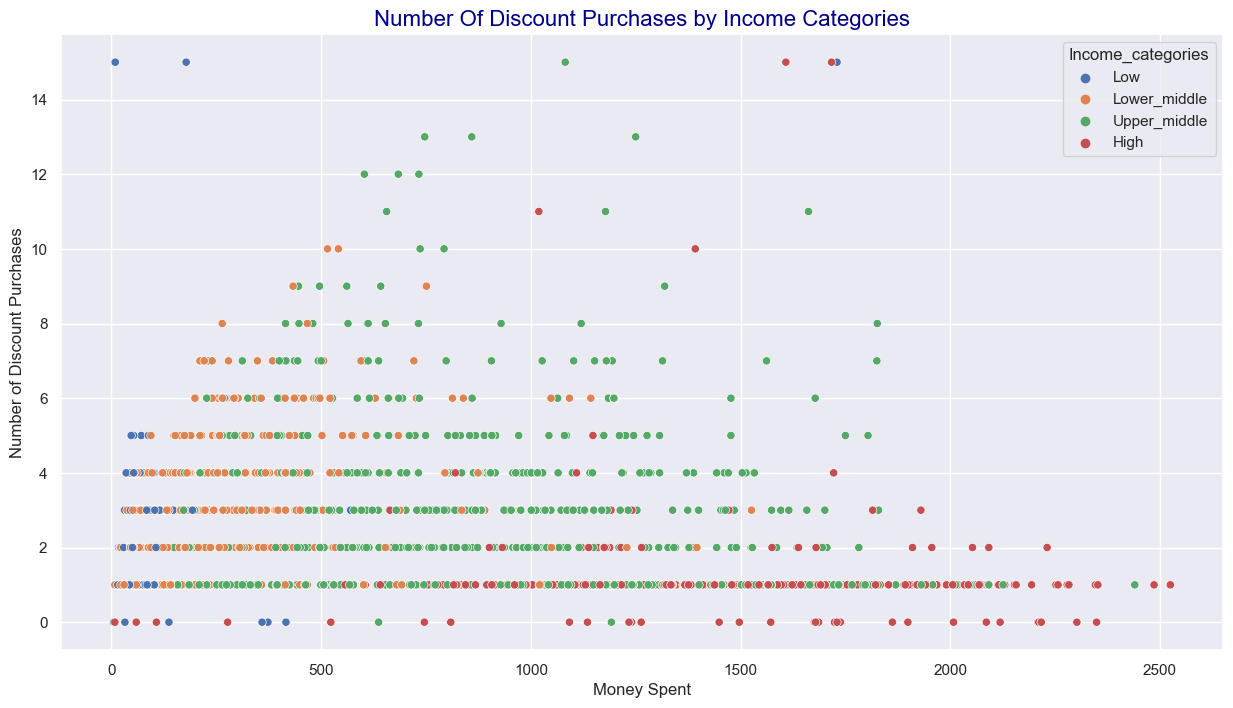 Number Of Discount Purchases by Income Categories
Income_categories
Low
Lower_middle
Upper_middle
High
Number of Discount Purchases
14
12
10
8
6
4
2
0
0 500 1000 1500 2000 2500
Money Spent